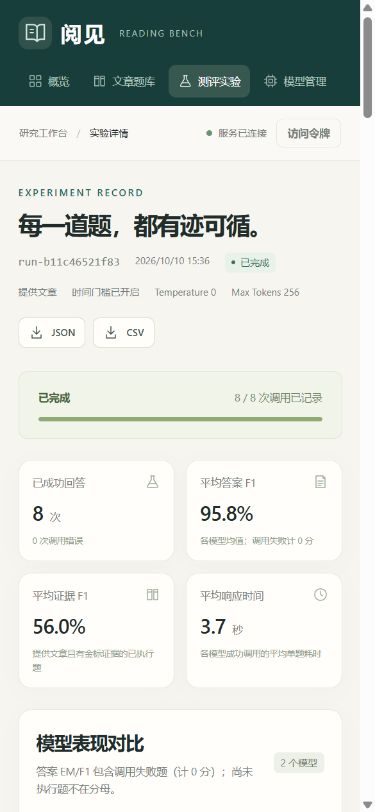 阅见 READING BENCH
概览 文章题库 测评实验 模型管理
研究工作台 / 实验详情 服务已连接 访问令牌
EXPERIMENT RECORD
每一道题，都有迹可循。
run-b11c46521f83 2026/10/10 15:36 已完成
提供文章 时间门槛已开启 Temperature 0 Max Tokens 256
JSON CSV
已完成 8 / 8 次调用已记录
已成功回答
8 次
0 次调用错误
平均答案 F1
95.8%
各模型均值；调用失败计 0 分
平均证据 F1
56.0%
提供文章且有金标证据的已执行
题
平均响应时间
3.7 秒
各模型成功调用的平均单题耗时
模型表现对比
答案 EM/F1 包含调用失败题（计 0 分）；尚未
执行题不在分母。
2 个模型